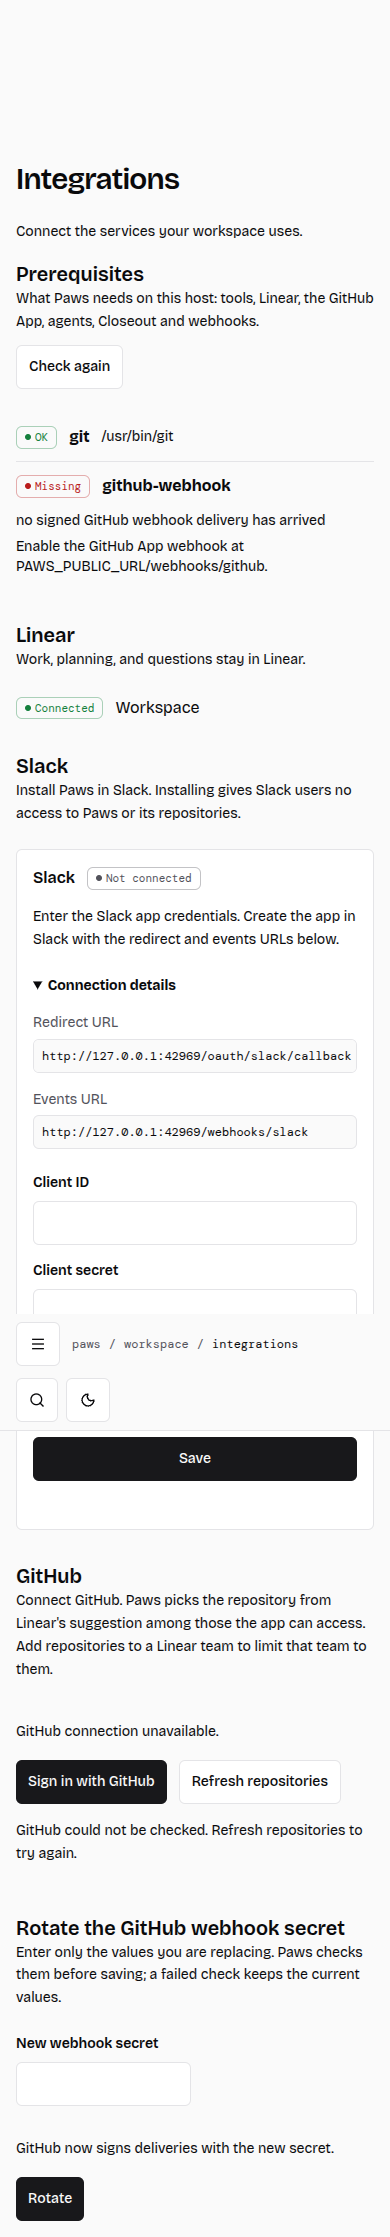 Integrations
Connect the services your workspace uses.
Prerequisites
What Paws needs on this host: tools, Linear, the GitHub
App, agents, Closeout and webhooks.
Check again
OK git /usr/bin/git
Missing github-webhook
no signed GitHub webhook delivery has arrived
Enable the GitHub App webhook at
PAWS_PUBLIC_URL/webhooks/github.
Linear
Work, planning, and questions stay in Linear.
Connected Workspace
Slack
Install Paws in Slack. Installing gives Slack users no
access to Paws or its repositories.
Slack Not connected
Enter the Slack app credentials. Create the app in
Slack with the redirect and events URLs below.
▼ Connection details
Redirect URL
http://127.0.0.1:42969/oauth/slack/callback
Events URL
http://127.0.0.1:42969/webhooks/slack
Client ID
Client secret
paws / workspace / integrations
Save
GitHub
Connect GitHub. Paws picks the repository from
Linear's suggestion among those the app can access.
Add repositories to a Linear team to limit that team to
them.
GitHub connection unavailable.
Sign in with GitHub Refresh repositories
GitHub could not be checked. Refresh repositories to
try again.
Rotate the GitHub webhook secret
Enter only the values you are replacing. Paws checks
them before saving; a failed check keeps the current
values.
New webhook secret
GitHub now signs deliveries with the new secret.
Rotate